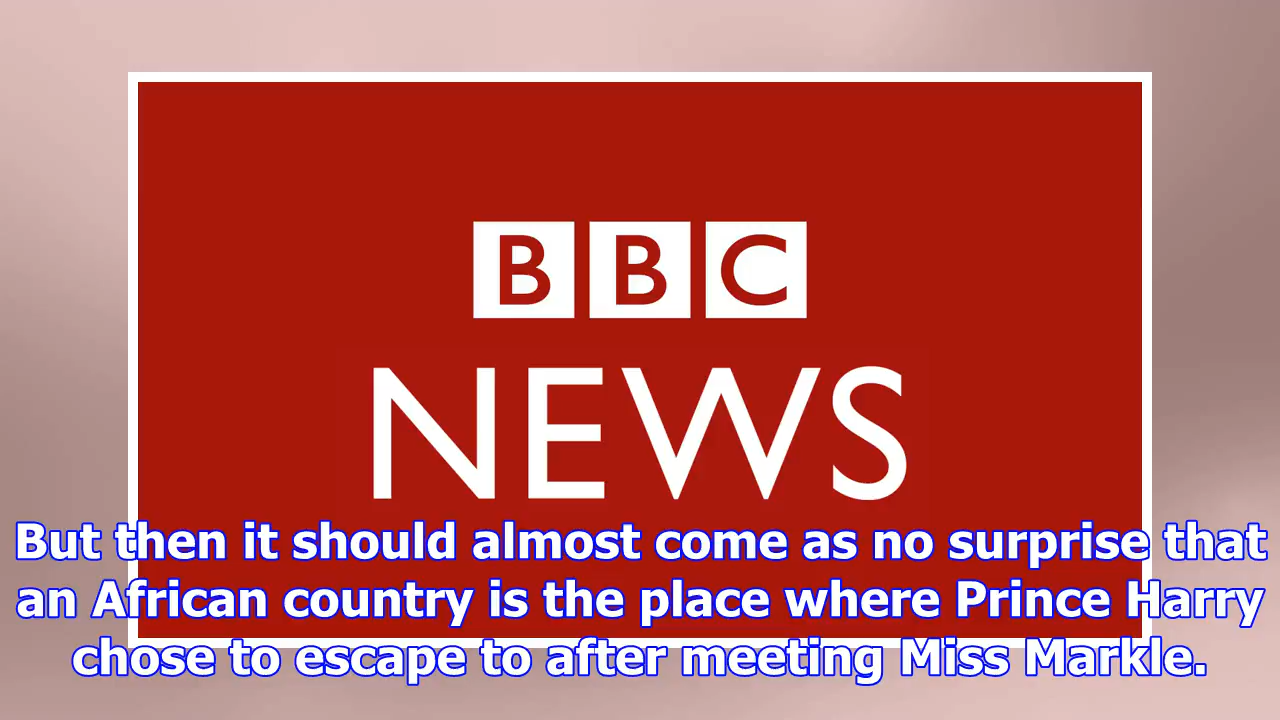 BBC
NEWS
But then it should almost come as no surprise that
an African country is the place where Prince Harry
chose to escape to after meeting Miss Markle.